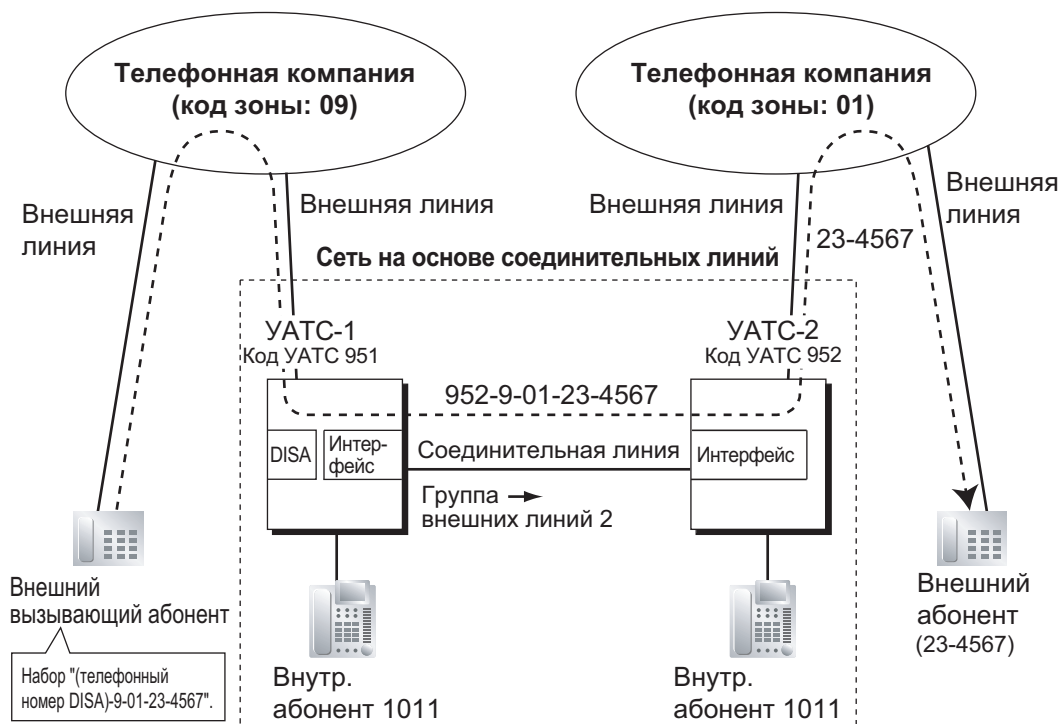 Телефонная компания
(код зоны: 09)
Телефонная компания
(код зоны: 01)
Внешняя
линия
Внешняя линия
Внешняя линия
Внешняя
линия
23-4567
Сеть на основе соединительных линий
УАТС-1
Код УАТС 951
УАТС-2
Код УАТС 952
952-9-01-23-4567
DISA
Интер-
фейс
Соединительная линия
Интерфейс
Группа
внешних линий 2
Внешний
вызывающий абонент
Набор "(телефонный
номер DISA)-9-01-23-4567".
Внутр.
абонент 1011
Внутр.
абонент 1011
Внешний
абонент
(23-4567)